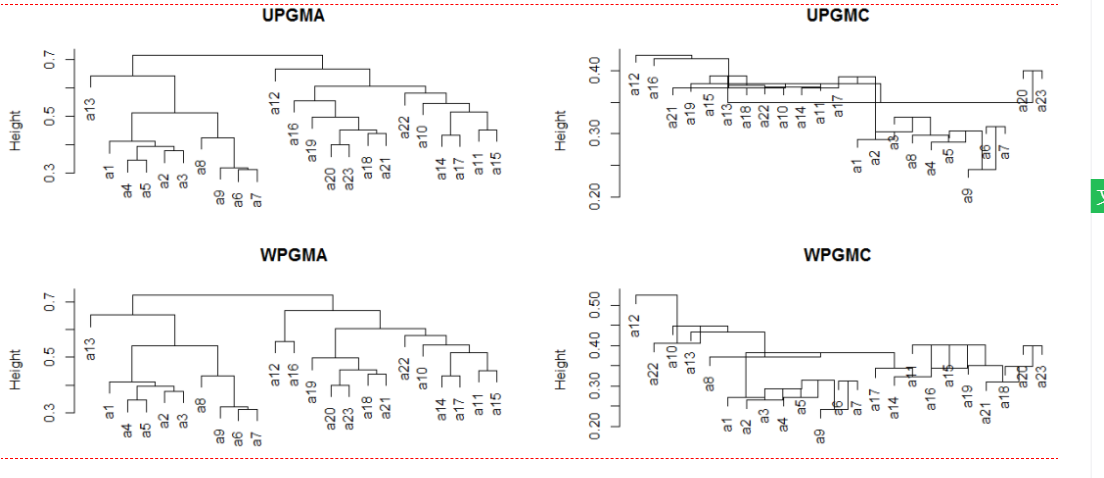 UPGMA
Height
0.7
0.5
0.3
a13
a1
a4
a5
a2
a3
a8
a9
a6
a7
a12
a16
a19
a20
a23
a18
a21
a22
a10
a14
a17
a11
a15
UPGMC
Height
0.40
0.30
0.20
a12
a16
a21
a19
a15
a13
a18
a22
a10
a14
a11
a17
a1
a2
a3
a8
a4
a5
a9
a6
a7
a20
a23
WPGMA
Height
0.7
0.5
0.3
a13
a1
a4
a5
a2
a3
a8
a9
a6
a7
a12
a16
a19
a20
a23
a18
a21
a22
a10
a14
a17
a11
a15
WPGMC
Height
0.50
0.40
0.30
0.20
a12
a22
a10
a13
a8
a1
a2
a3
a4
a5
a9
a6
a7
a17
a14
a11
a16
a15
a19
a21
a18
a20
a23